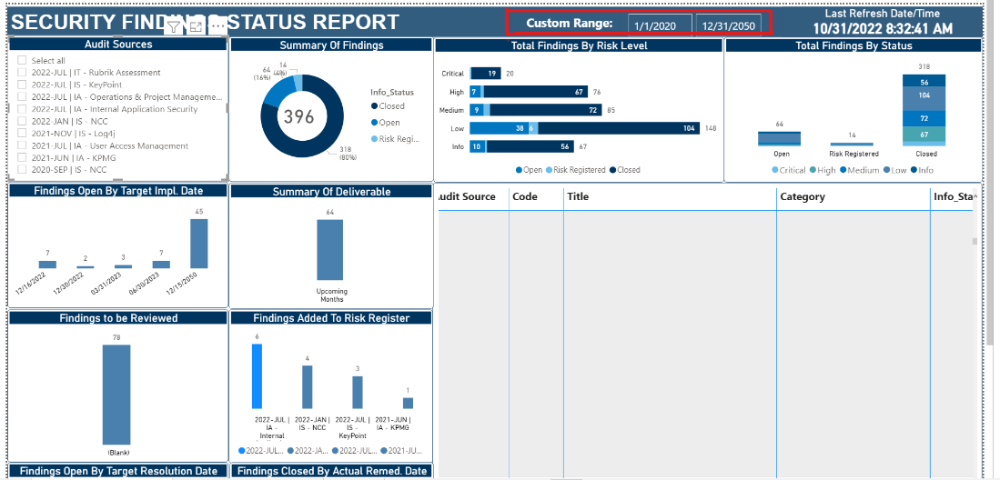 SECURITY FINDINGS STATUS REPORT
Custom Range:
1/1/2020
12/31/2050
Last Refresh Date/Time
10/31/2022 8:32:41 AM
Audit Sources
Select all
2022-JUL | IT - Rubrik Assessment
2022-JUL | IS - KeyPoint
2022-JUL | IA - Operations & Project Manageme...
2022-JUL | IA - Internal Application Security
2022-JAN | IS - NCC
2021-NOV | IS - Log4j
2021-JUL | IA - User Access Management
2021-JUN | IA - KPMG
2020-SEP | IS - NCC
Summary Of Findings
14
(4%)
64
(16%)
396
318
(80%)
Info_Status
Closed
Open
Risk Regi...
Total Findings By Risk Level
Critical 19 20
High 7 67 76
Medium 9 72 85
Low 38 6 104 148
Info 10 56 67
Open Risk Registered Closed
Total Findings By Status
64
14
318
56
104
72
67
Open Risk Registered Closed
Critical High Medium Low Info
Findings Open By Target Impl. Date
7
2
3
7
45
12/16/2022
12/30/2022
03/31/2023
06/30/2023
12/15/2050
Summary Of Deliverable
64
Upcoming
Months
udit Source Code Title Category Info_Sta
Findings to be Reviewed
78
(Blank)
Findings Added To Risk Register
6
4
3
1
2022-JUL |
IA -
Internal
2022-JAN |
IS - NCC
2022-JUL |
IS -
KeyPoint
2021-JUN |
IA - KPMG
2022-JUL... 2022-JA... 2022-JUL... 2021-JU...
Findings Open By Target Resolution Date
Findings Closed By Actual Remed. Date